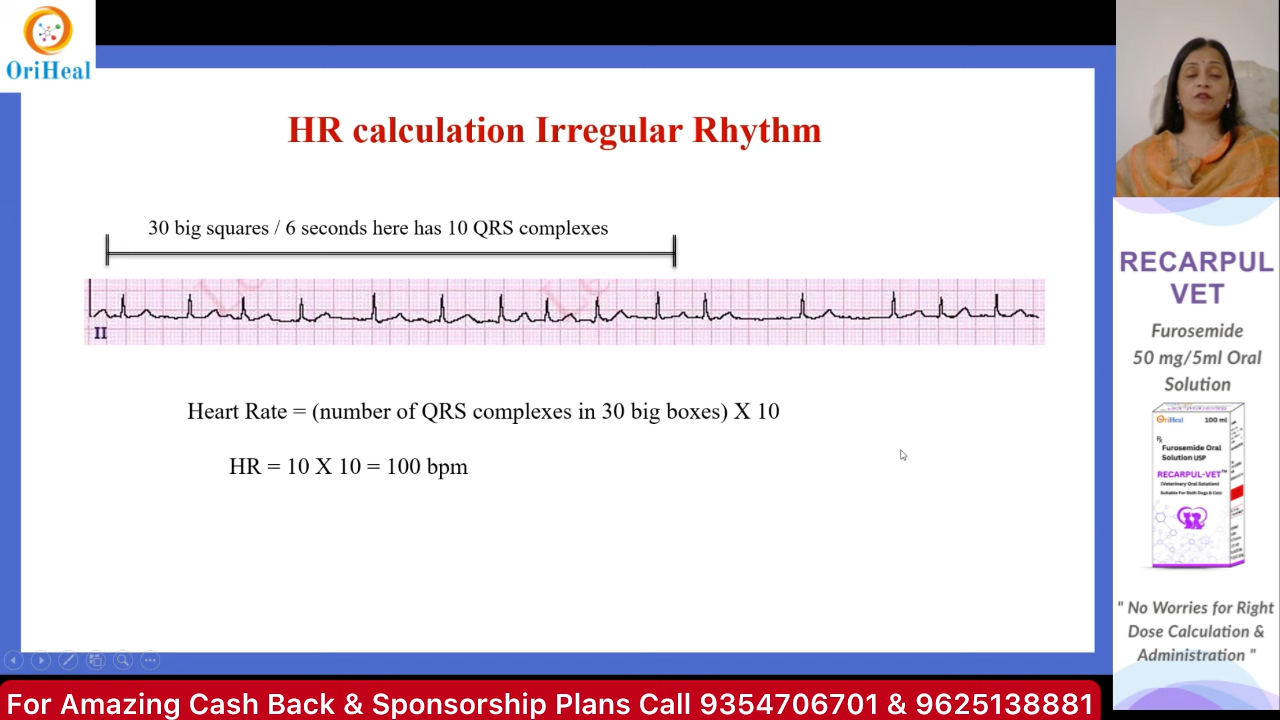 OriHeal
HR calculation Irregular Rhythm
30 big squares / 6 seconds here has 10 QRS complexes
II
Heart Rate = (number of QRS complexes in 30 big boxes) X 10
HR = 10 X 10 = 100 bpm
RECARPUL
VET
Furosemide
50 mg/5ml Oral
Solution
OriHeal
100 ml
Furosemide Oral
Solution USP
RECARPUL-VET™
(Veterinary Oral Solution)
Suitable For Both Dogs & Cats
" No Worries for Right
Dose Calculation &
Administration "
For Amazing Cash Back & Sponsorship Plans Call 9354706701 & 9625138881